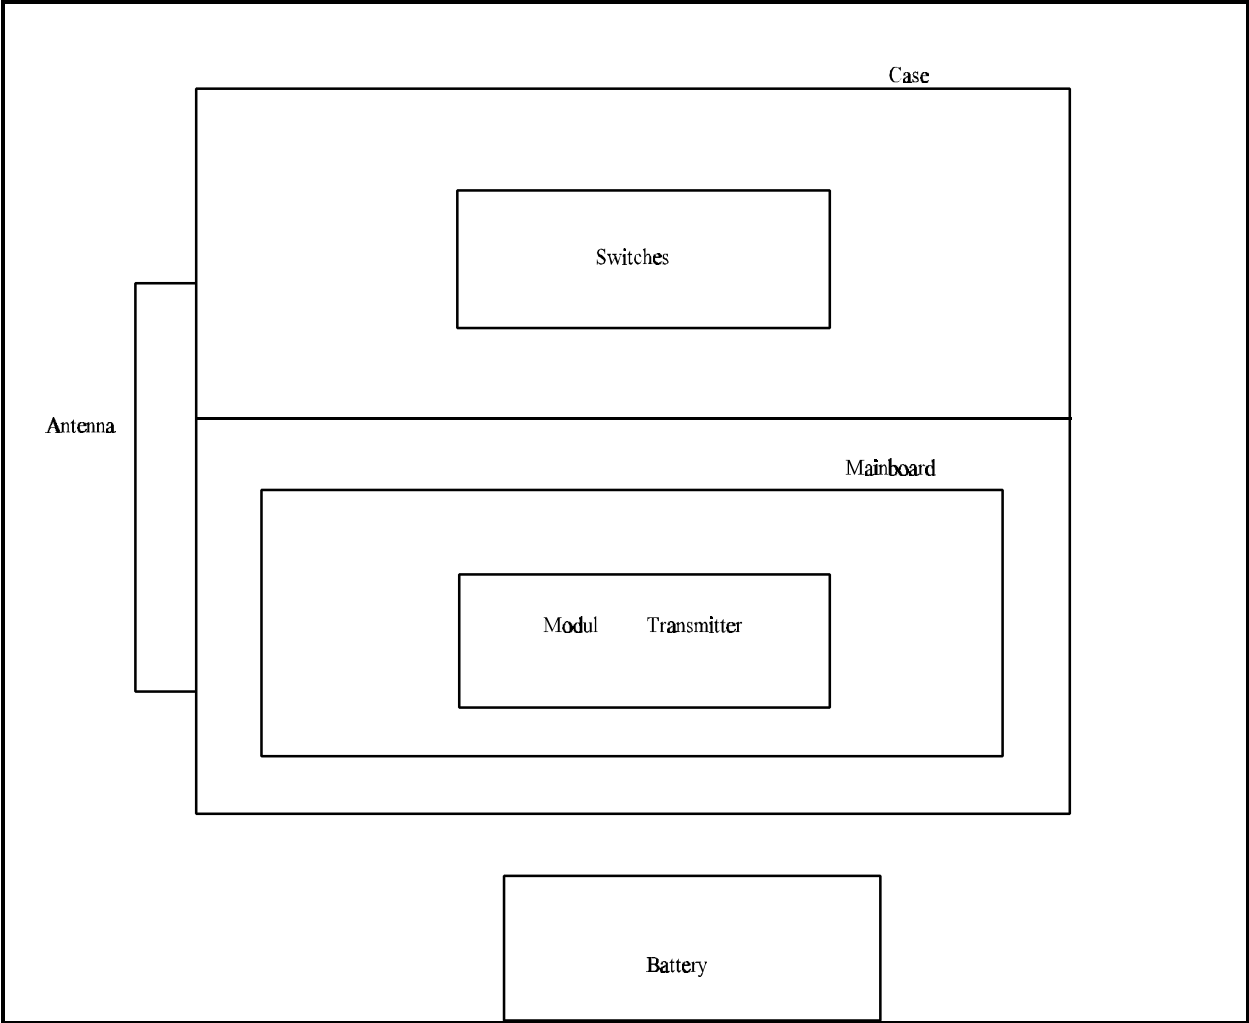 Case
Switches
Antenna
Mainboard
Modul Transmitter
Battery